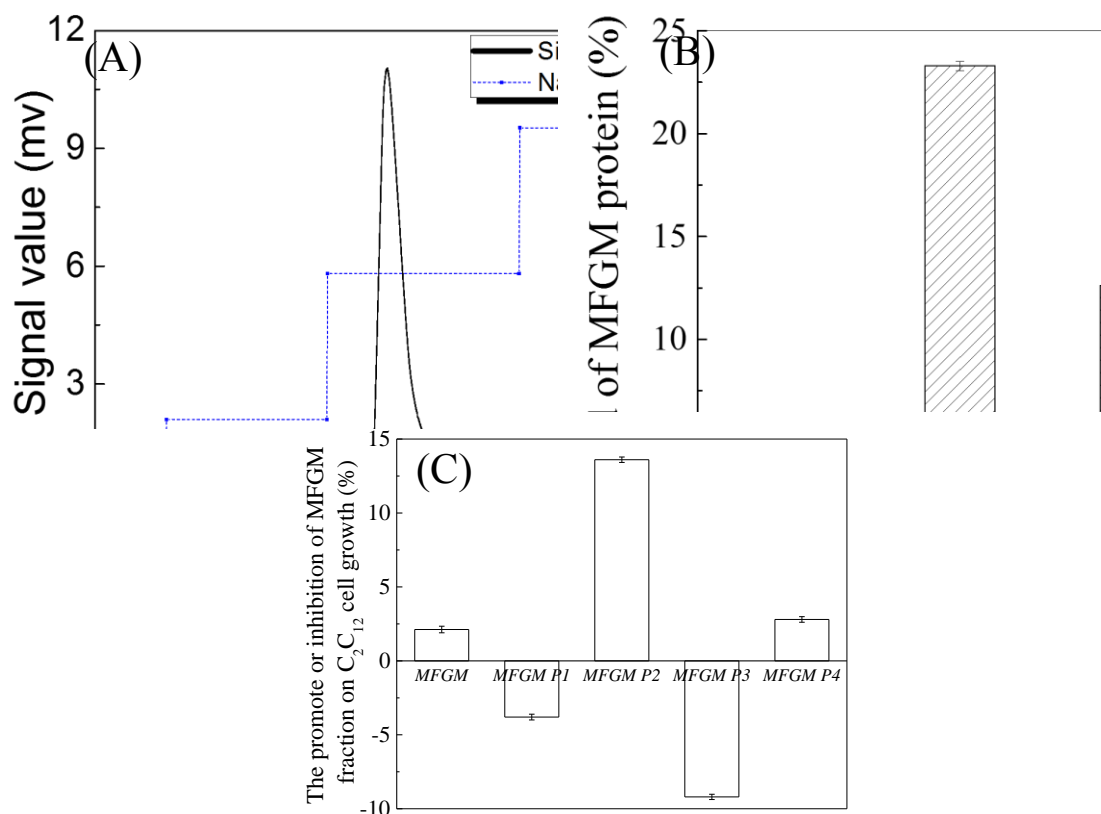 (A)
Signal value (mv)
12
9
6
3
Si
Na
(B)
of MFGM protein (%)
25
20
15
10
(C)
The promote or inhibition of MFGM
fraction on C₂C₁₂ cell growth (%)
15
10
5
0
-5
-10
MFGM
MFGM P1
MFGM P2
MFGM P3
MFGM P4